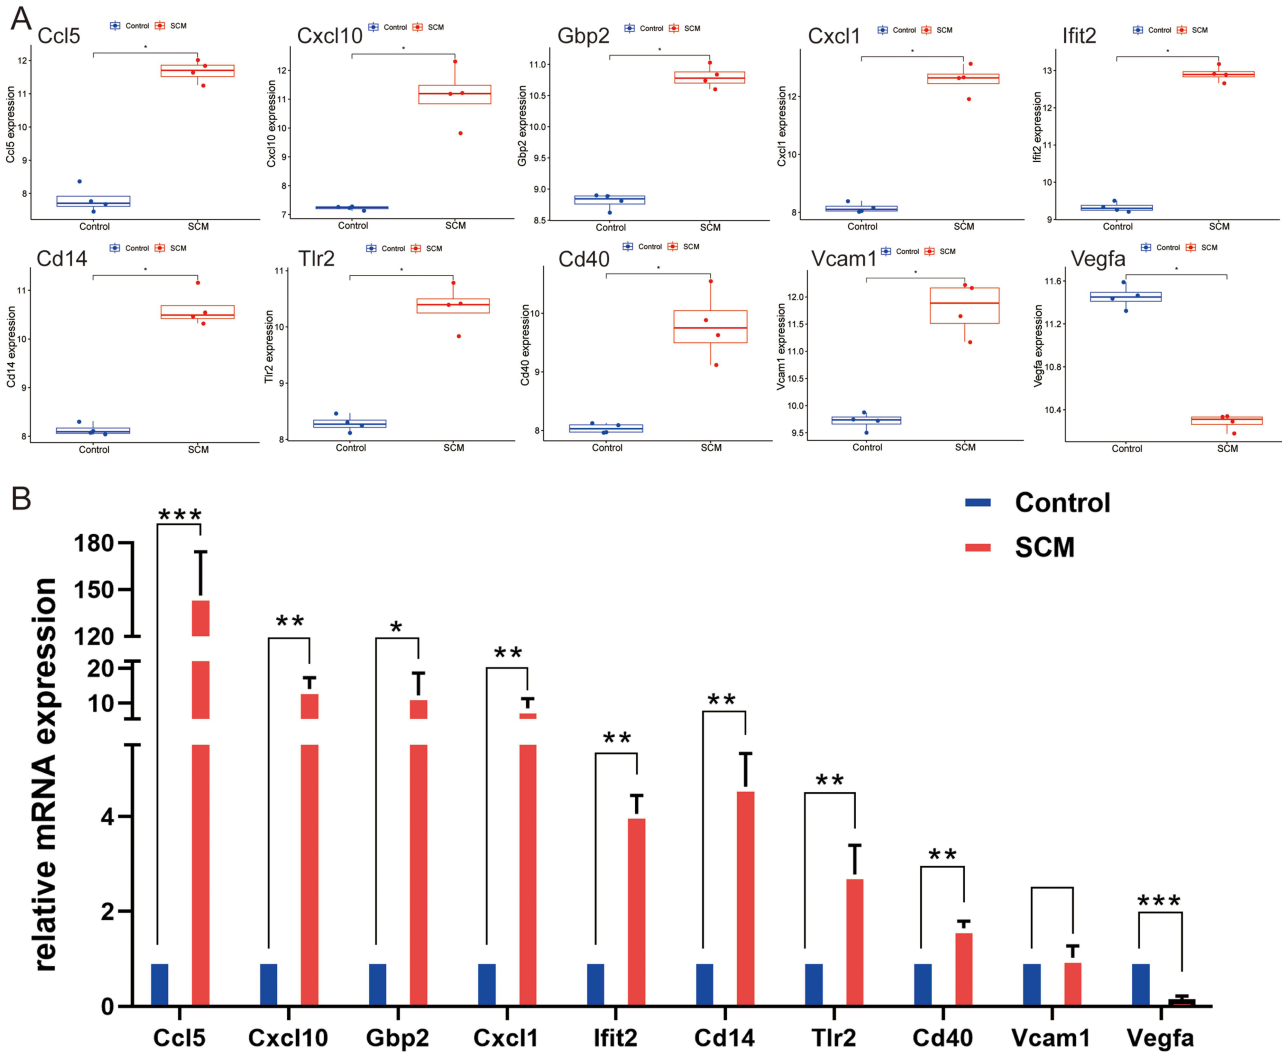 A
Ccl5
Control SCM
*
Ccl5 expression
12
11
10
9
8
Control SCM
Cxcl10
Control SCM
*
Cxcl10 expression
12
11
10
9
8
7
Control SCM
Gbp2
Control SCM
*
Gbp2 expression
11.0
10.5
10.0
9.5
9.0
8.5
Control SCM
Cxcl1
Control SCM
*
Cxcl1 expression
12
10
8
Control SCM
Ifit2
Control SCM
*
Ifit2 expression
13
12
11
10
9
Control SCM
Cd14
Control SCM
*
Cd14 expression
11
10
9
8
Control SCM
Tlr2
Control SCM
*
Tlr2 expression
11
10
9
8
Control SCM
Cd40
Control SCM
*
Cd40 expression
10
9
8
Control SCM
Vcam1
Control SCM
*
Vcam1 expression
12.0
11.5
11.0
10.5
10.0
9.5
Control SCM
Vegfa
Control SCM
*
Vegfa expression
11.6
11.2
10.8
10.4
Control SCM
B
Control
SCM
relative mRNA expression
180
150
120
20
10
4
2
0
***
**
*
**
**
**
**
**
***
Ccl5 Cxcl10 Gbp2 Cxcl1 Ifit2 Cd14 Tlr2 Cd40 Vcam1 Vegfa